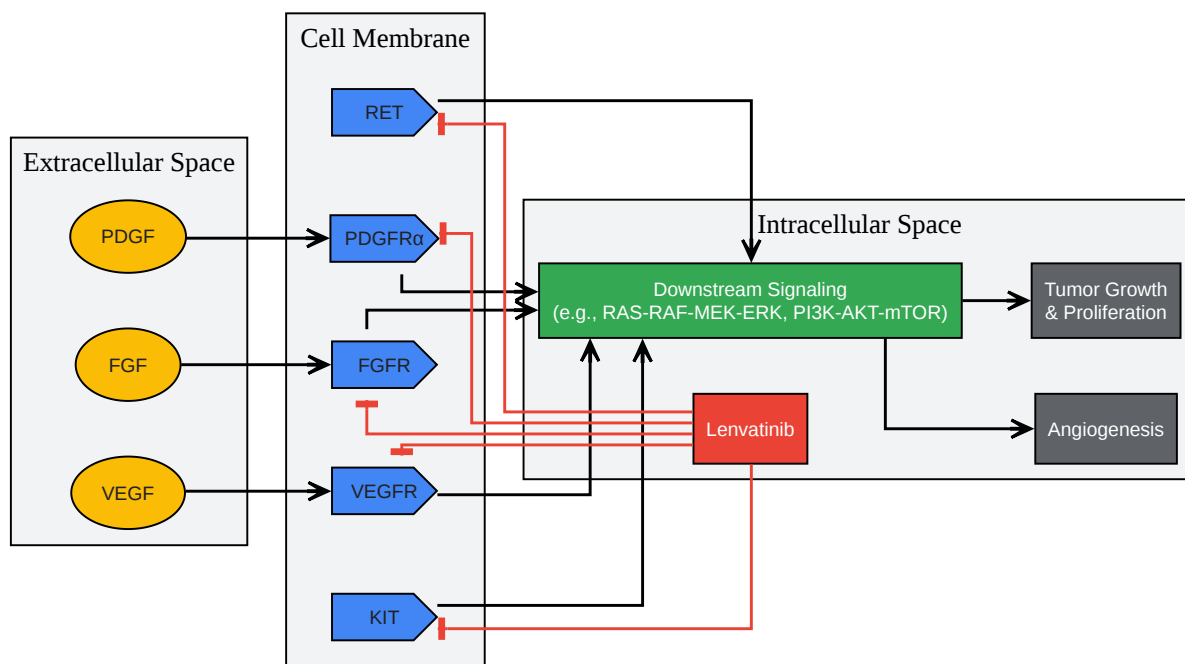 Cell Membrane
RET
Extracellular Space
PDGF
PDGFRα
Intracellular Space
Downstream Signaling
(e.g., RAS-RAF-MEK-ERK, PI3K-AKT-mTOR)
Tumor Growth
& Proliferation
FGF
FGFR
Lenvatinib
Angiogenesis
VEGF
VEGFR
KIT